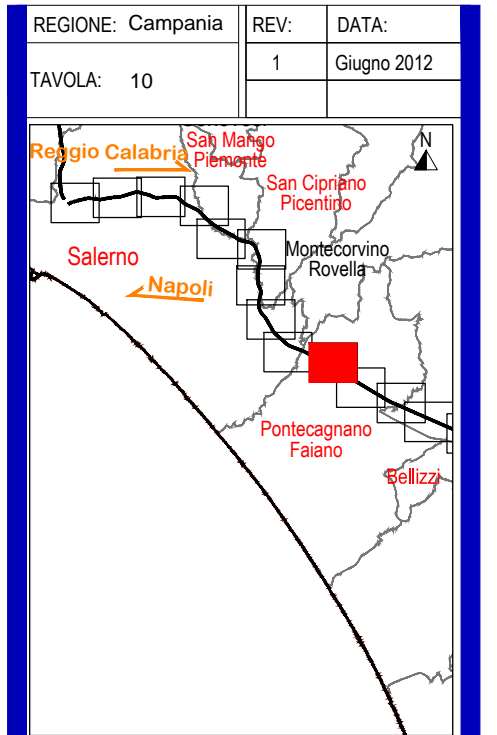 REGIONE: Campania
REV:
DATA:
TAVOLA: 10
1
Giugno 2012
San Mango
Piemonte
Reggio Calabria
N
San Cipriano
Picentino
Montecorvino
Rovella
Salerno
Napoli
Pontecagnano
Faiano
Bellizzi